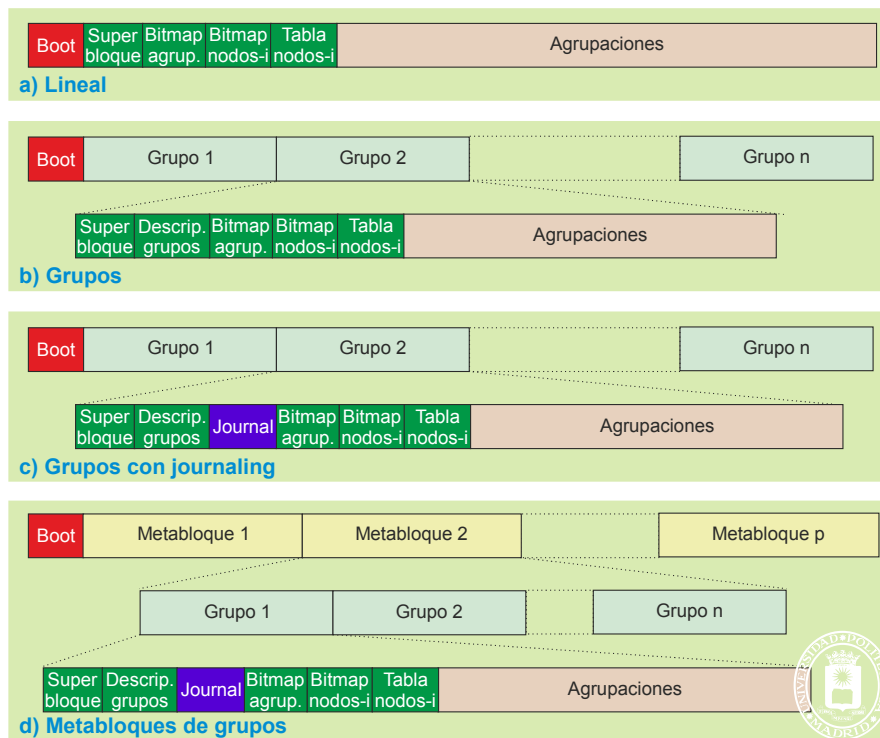 Boot
Super
bloque
Bitmap
agrup.
Bitmap
nodos-i
Tabla
nodos-i
Agrupaciones
a) Lineal
Boot
Grupo 1
Grupo 2
Grupo n
Super
bloque
Descrip.
grupos
Bitmap
agrup.
Bitmap
nodos-i
Tabla
nodos-i
Agrupaciones
b) Grupos
Boot
Grupo 1
Grupo 2
Grupo n
Super
bloque
Descrip.
grupos
Journal
Bitmap
agrup.
Bitmap
nodos-i
Tabla
nodos-i
Agrupaciones
c) Grupos con journaling
Boot
Metabloque 1
Metabloque 2
Metabloque p
Grupo 1
Grupo 2
Grupo n
Super
bloque
Descrip.
grupos
Journal
Bitmap
agrup.
Bitmap
nodos-i
Tabla
nodos-i
Agrupaciones
d) Metabloques de grupos
MADRID